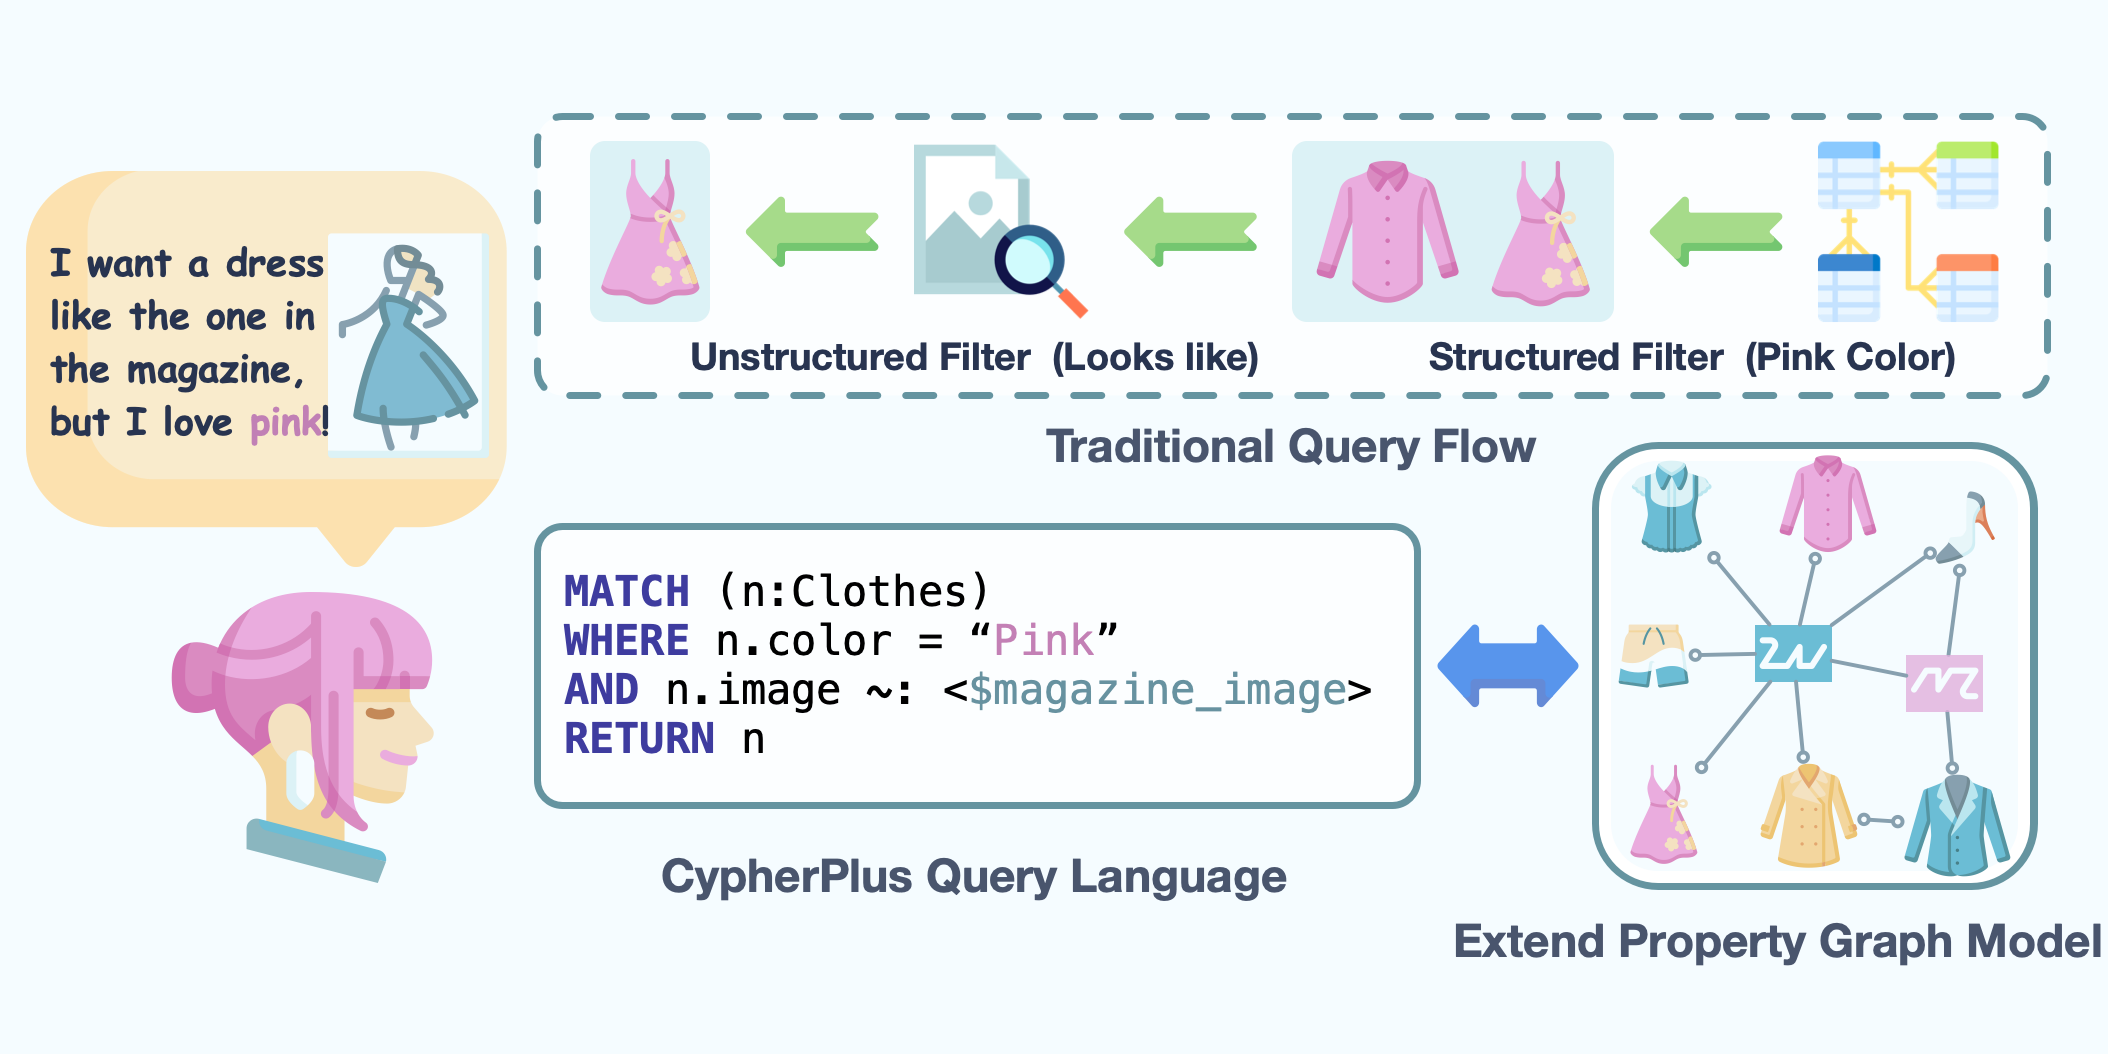 I want a dress
like the one in
the magazine,
but I love pink!
Unstructured Filter (Looks like)
Structured Filter (Pink Color)
Traditional Query Flow
MATCH (n:Clothes)
WHERE n.color = “Pink”
AND n.image ~: <$magazine_image>
RETURN n
CypherPlus Query Language
Extend Property Graph Model